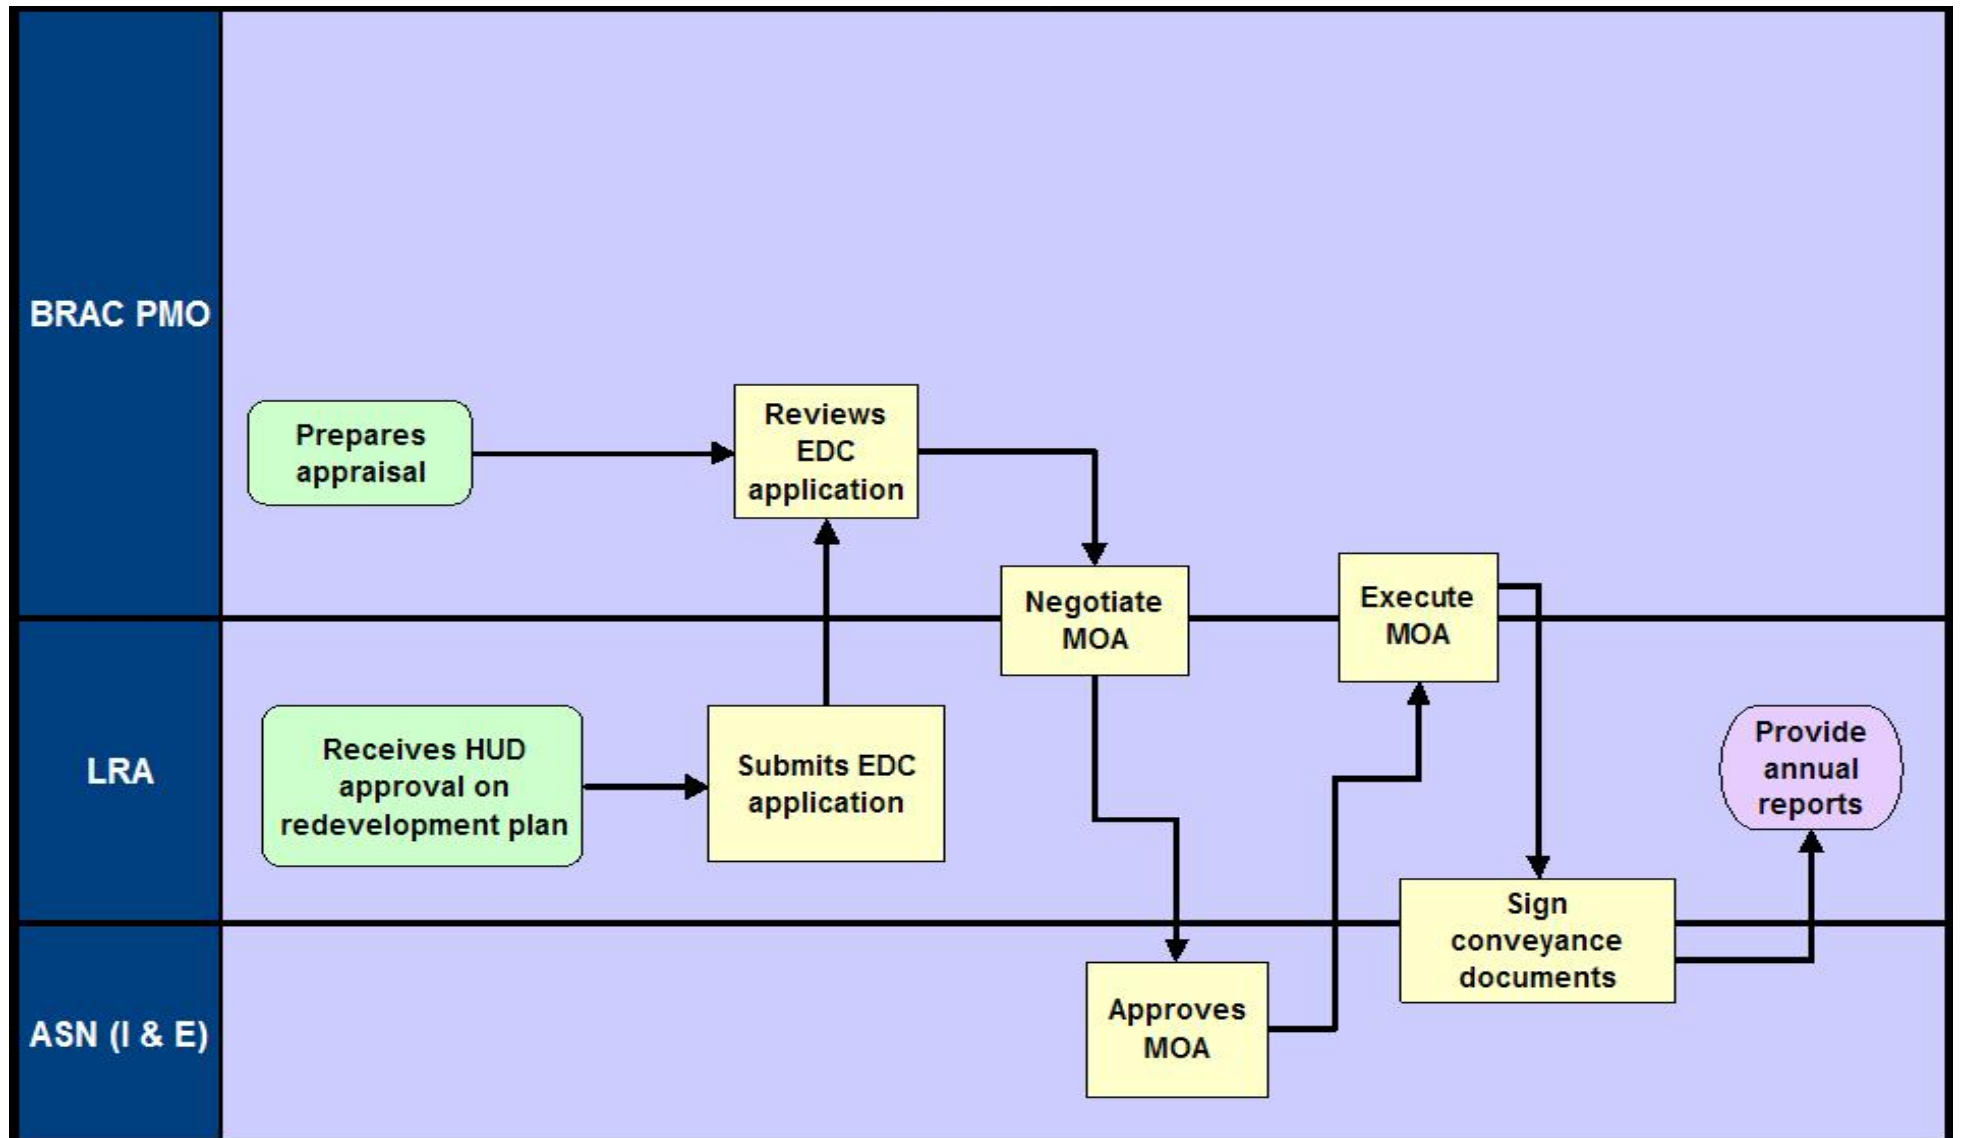 BRAC PMO
Prepares
appraisal
Reviews
EDC
application
Negotiate
MOA
Execute
MOA
LRA
Receives HUD
approval on
redevelopment plan
Submits EDC
application
Provide
annual
reports
Sign
conveyance
documents
ASN (I & E)
Approves
MOA